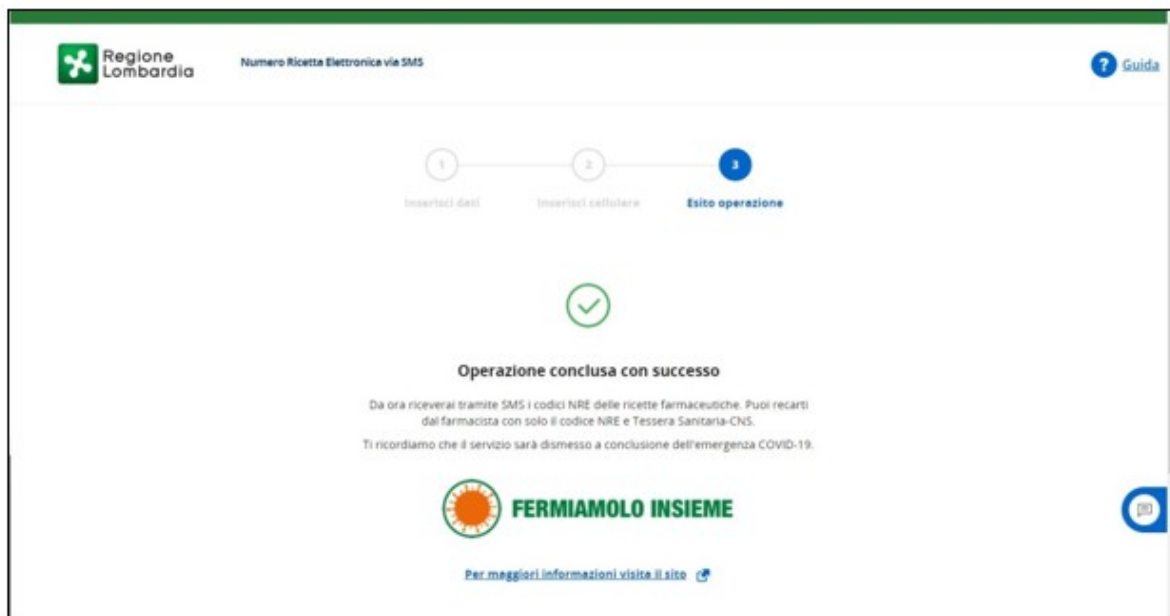 Regione
Lombardia
Numero Ricetta Elettronica via SMS
? Guida
1
2
3
Inserisci dati
Inserisci cellulare
Esito operazione
Operazione conclusa con successo
Da ora riceverai tramite SMS i codici NRE delle ricette farmaceutiche. Puoi recarti
dal farmacista con solo il codice NRE e Tessera Sanitaria-CNS.
Ti ricordiamo che il servizio sarà dismesso a conclusione dell'emergenza COVID-19.
FERMIAMOLO INSIEME
Per maggiori informazioni visita il sito